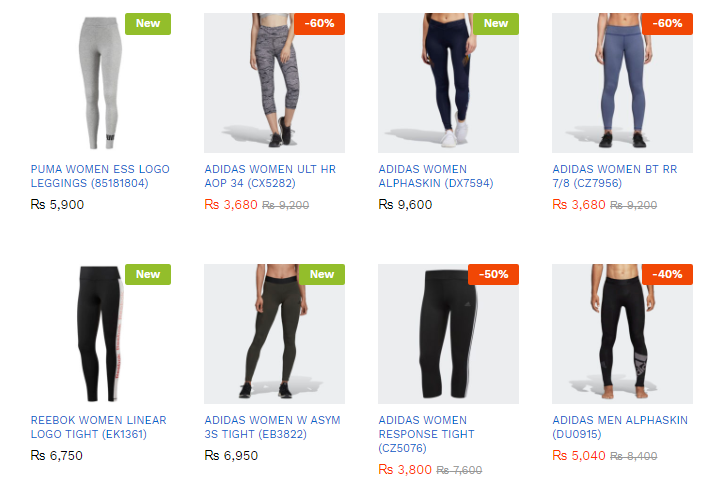 New
-60%
New
-60%
PUMA WOMEN ESS LOGO
LEGGINGS (85181804)
₨ 5,900
ADIDAS WOMEN ULT HR
AOP 34 (CX5282)
₨ 3,680 ₨ 9,200
ADIDAS WOMEN
ALPHASKIN (DX7594)
₨ 9,600
ADIDAS WOMEN BT RR
7/8 (CZ7956)
₨ 3,680 ₨ 9,200
New
New
-50%
-40%
REEBOK WOMEN LINEAR
LOGO TIGHT (EK1361)
₨ 6,750
ADIDAS WOMEN W ASYM
3S TIGHT (EB3822)
₨ 6,950
ADIDAS WOMEN
RESPONSE TIGHT
(CZ5076)
₨ 3,800 ₨ 7,600
ADIDAS MEN ALPHASKIN
(DU0915)
₨ 5,040 ₨ 8,400